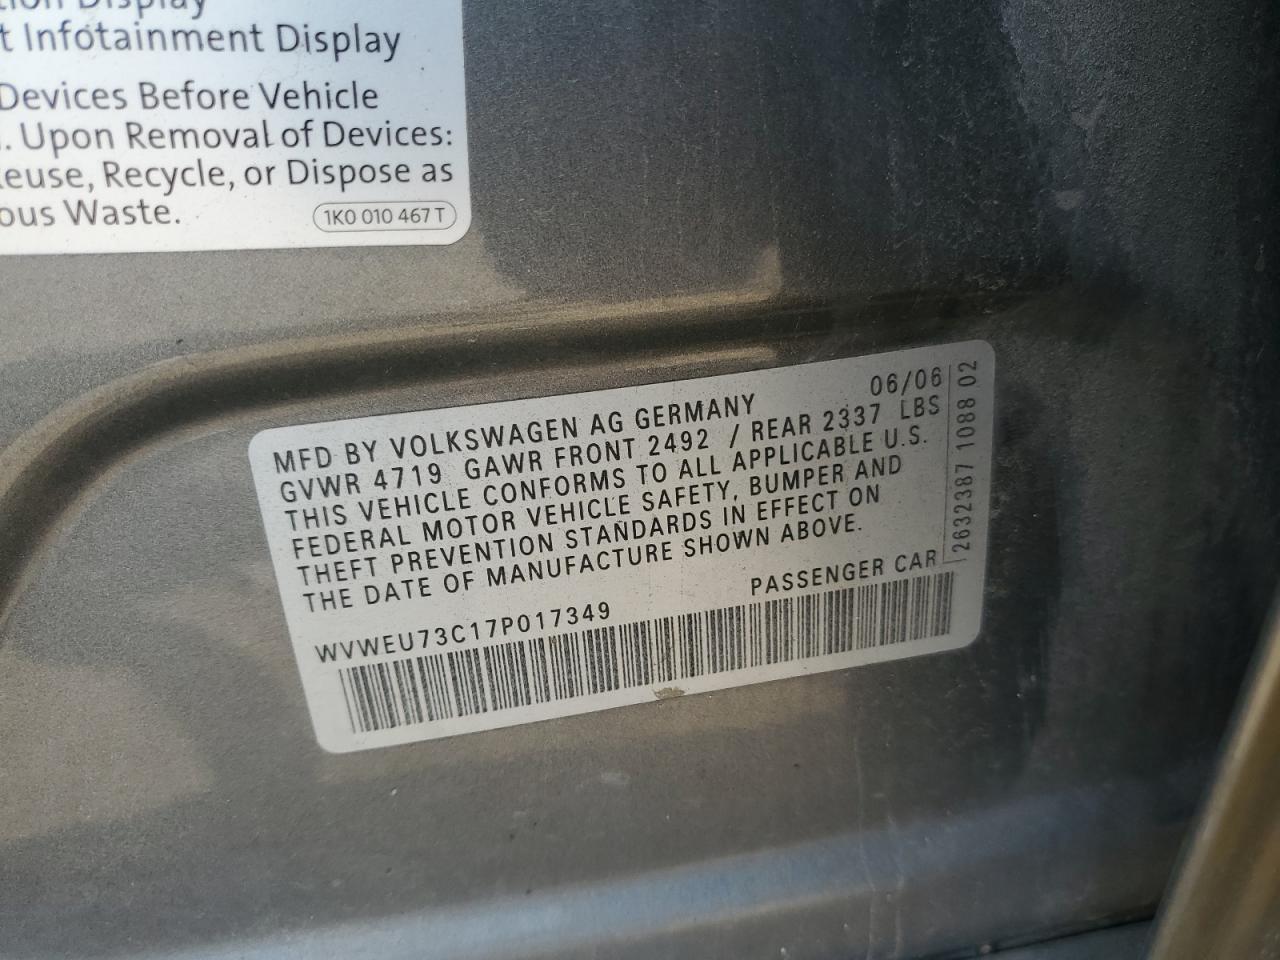 tion Display
t Infotainment Display
Devices Before Vehicle
. Upon Removal of Devices:
euse, Recycle, or Dispose as
ous Waste.
1K0 010 467 T
MFD BY VOLKSWAGEN AG GERMANY 06/06
GVWR 4719 GAWR FRONT 2492 / REAR 2337 LBS
THIS VEHICLE CONFORMS TO ALL APPLICABLE U.S.
FEDERAL MOTOR VEHICLE SAFETY, BUMPER AND
THEFT PREVENTION STANDARDS IN EFFECT ON
THE DATE OF MANUFACTURE SHOWN ABOVE.
WVWEU73C17P017349 PASSENGER CAR
2632387 1088 02